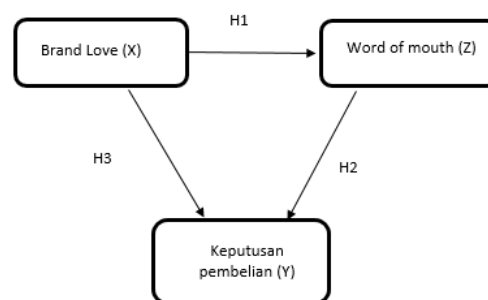 H1
Brand Love (X)
Word of mouth (Z)
H3
H2
Keputusan
pembelian (Y)